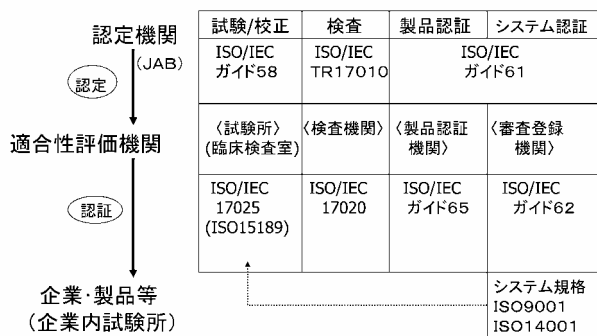 認定機関
(JAB)
認定
適合性評価機関
認証
企業・製品等
(企業内試験所)
試験/校正 検査 製品認証 システム認証
ISO/IEC ISO/IEC ISO/IEC
ガイド58 TR17010 ガイド61
〈試験所〉 〈検査機関〉 〈製品認証 〈審査登録
(臨床検査室) 機関〉 機関〉
ISO/IEC ISO/IEC ISO/IEC ISO/IEC
17025 17020 ガイド65 ガイド62
(ISO15189)
システム規格
ISO9001
ISO14001